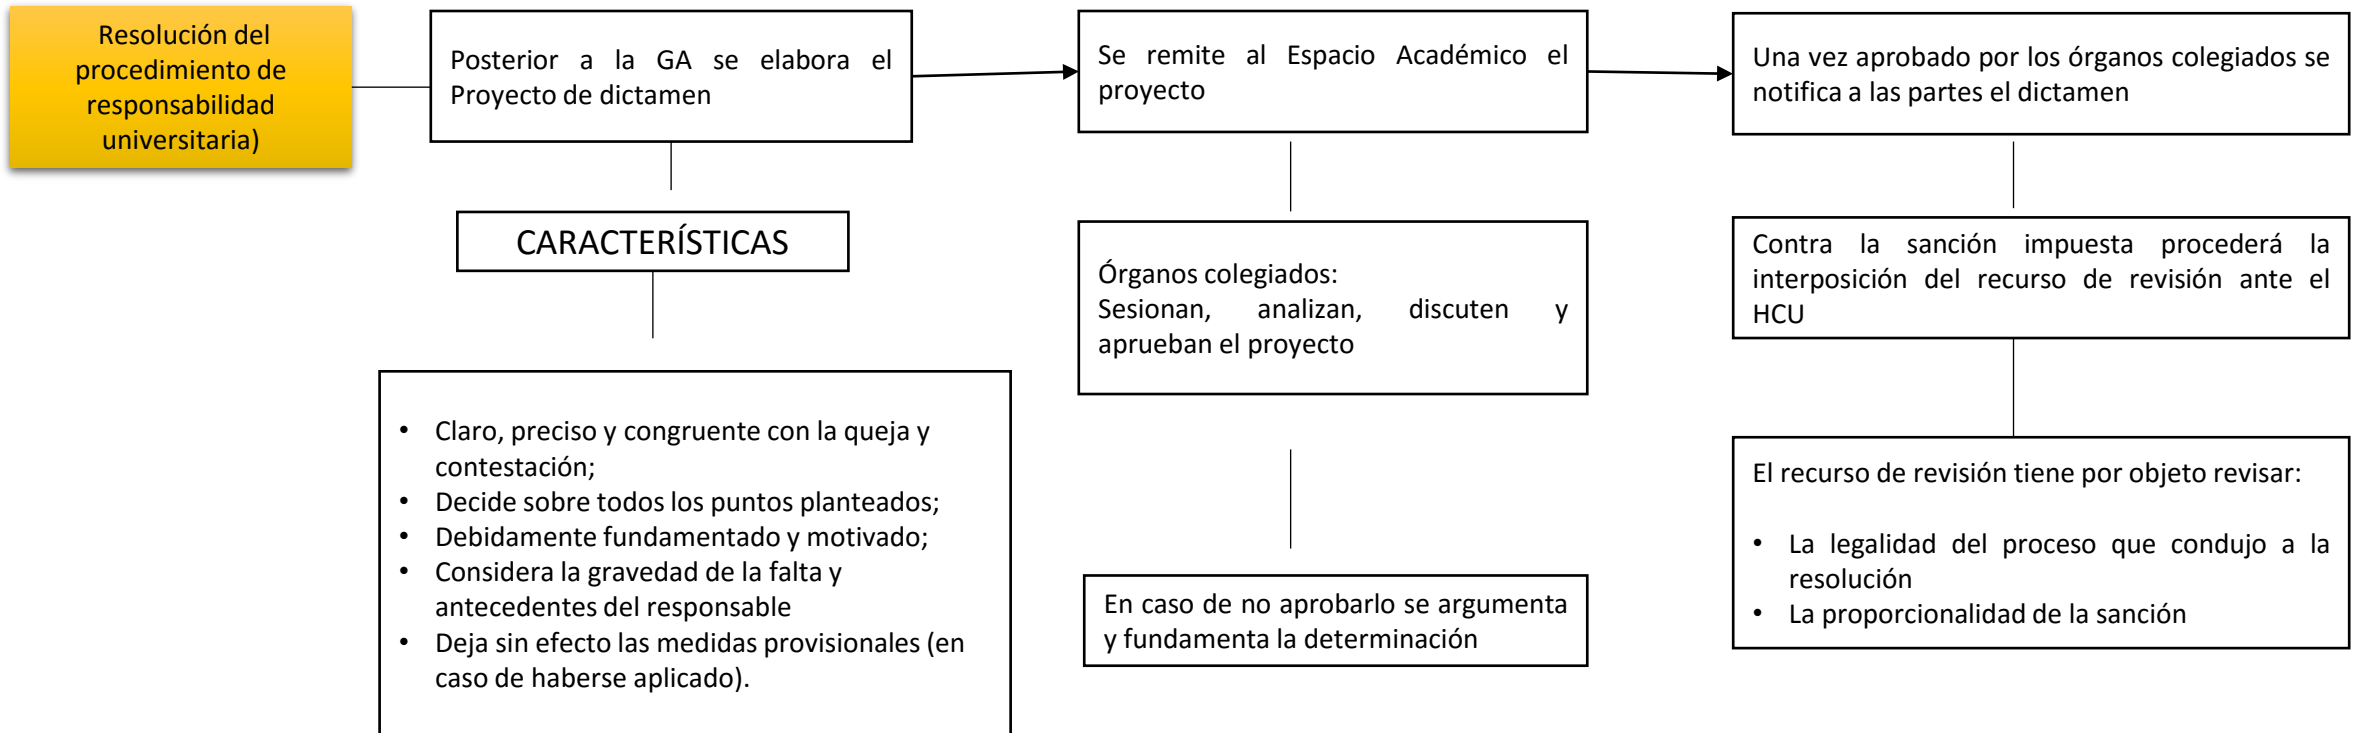 Resolución del
procedimiento de
responsabilidad
universitaria)
Posterior a la GA se elabora el
Proyecto de dictamen
CARACTERÍSTICAS
• Claro, preciso y congruente con la queja y
contestación;
• Decide sobre todos los puntos planteados;
• Debidamente fundamentado y motivado;
• Considera la gravedad de la falta y
antecedentes del responsable
• Deja sin efecto las medidas provisionales (en
caso de haberse aplicado).
Se remite al Espacio Académico el
proyecto
Órganos colegiados:
Sesionan, analizan, discuten y
aprueban el proyecto
En caso de no aprobarlo se argumenta
y fundamenta la determinación
Una vez aprobado por los órganos colegiados se
notifica a las partes el dictamen
Contra la sanción impuesta procederá la
interposición del recurso de revisión ante el
HCU
El recurso de revisión tiene por objeto revisar:
• La legalidad del proceso que condujo a la
resolución
• La proporcionalidad de la sanción